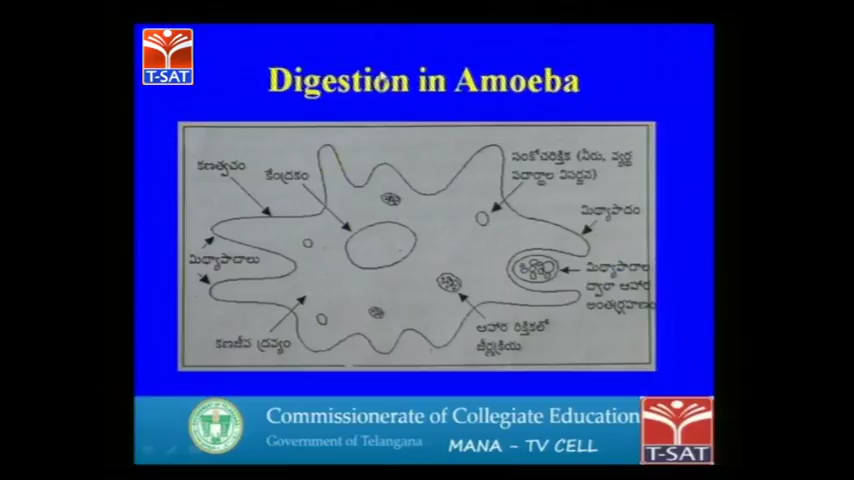 T-SAT
Digestion in Amoeba
కణత్వచం
కేంద్రకం
సంకోచరిక్తిక (నీరు, వ్యర్థ
పదార్థాల విసర్జన)
మిథ్యాపాదం
మిథ్యాపాదాలు
మిథ్యాపాదాల
ద్వారా ఆహార
అంతర్గ్రహణం
కణజీవ ద్రవ్యం
ఆహార రిక్తికలో
జీర్ణక్రియ
Commissionerate of Collegiate Education
Government of Telangana
MANA - TV CELL
T-SAT